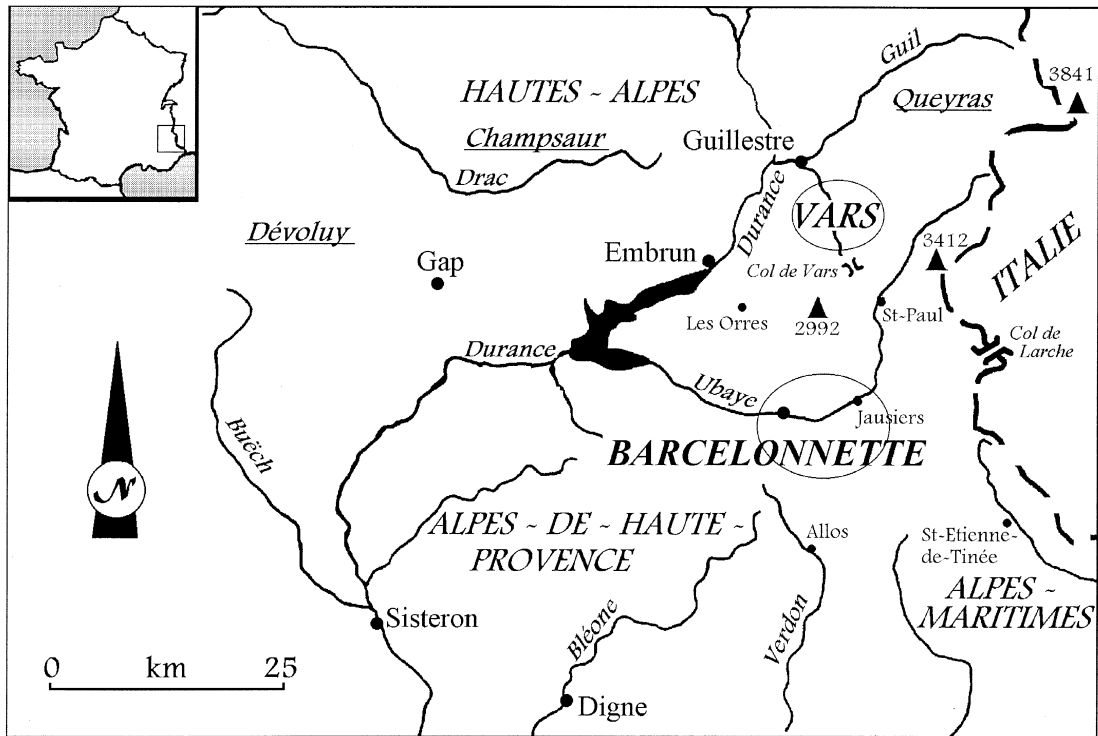 3841
Guil
HAUTES ~ ALPES
Queyras
Champsaur
Guillestre
Drac
Durance
VARS
Dévoluy
3412
ITALIE
Embrun
Gap
Col de Vars
Les Orres
2992
St-Paul
Col de
Larche
Durance
Ubaye
Jausiers
Buëch
BARCELONNETTE
N
ALPES ~ DE ~ HAUTE ~
PROVENCE
Allos
St-Etienne-
de-Tinée
ALPES ~
MARITIMES
Sisteron
Bléone
Verdon
0 km 25
Digne